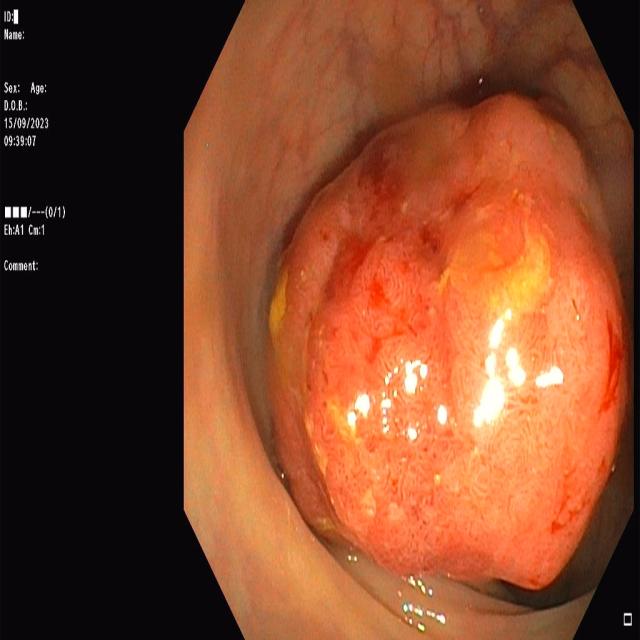 ID:
Name:
Sex: Age:
D.O.B.:
15/09/2023
09:39:07
■■■/---(0/1)
Eh:A1 Cm:1
Comment: